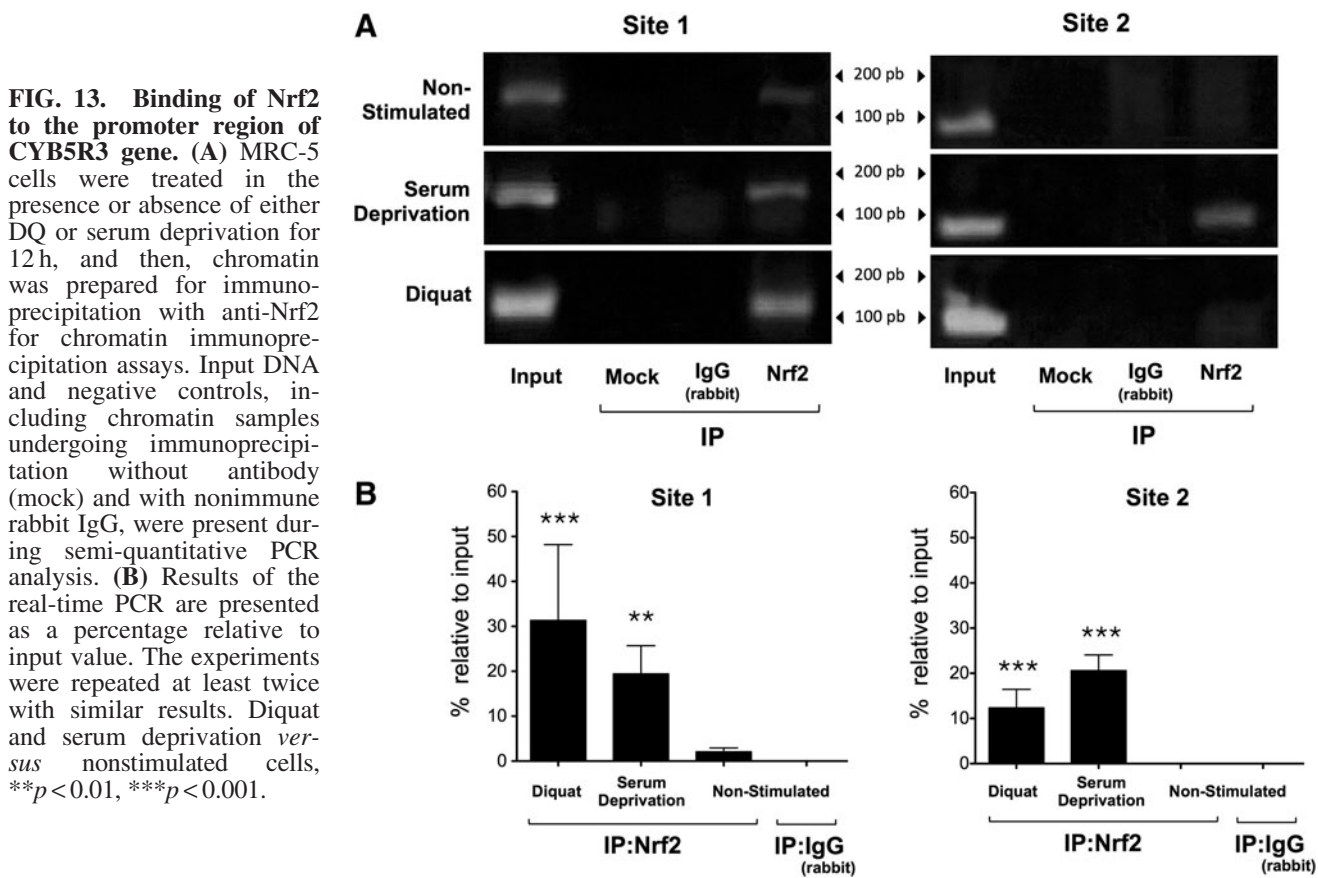 FIG. 13. Binding of Nrf2
to the promoter region of
CYB5R3 gene. (A) MRC-5
cells were treated in the
presence or absence of either
DQ or serum deprivation for
12 h, and then, chromatin
was prepared for immuno-
precipitation with anti-Nrf2
for chromatin immunopre-
cipitation assays. Input DNA
and negative controls, in-
cluding chromatin samples
undergoing immunoprecipi-
tation without antibody
(mock) and with nonimmune
rabbit IgG, were present dur-
ing semi-quantitative PCR
analysis. (B) Results of the
real-time PCR are presented
as a percentage relative to
input value. The experiments
were repeated at least twice
with similar results. Diquat
and serum deprivation ver-
sus nonstimulated cells,
**p < 0.01, ***p < 0.001.
A
Site 1
Site 2
Non-
Stimulated
◄ 200 pb ►
◄ 100 pb ►
Serum
Deprivation
◄ 200 pb ►
◄ 100 pb ►
Diquat
◄ 200 pb ►
◄ 100 pb ►
Input Mock IgG Nrf2
(rabbit)
IP
Input Mock IgG Nrf2
(rabbit)
IP
B
Site 1
% relative to input
60
50
40
30
20
10
0
***
**
Diquat Serum Non-Stimulated
Deprivation
IP:Nrf2 IP:IgG
(rabbit)
Site 2
% relative to input
60
50
40
30
20
10
0
***
***
Diquat Serum Non-Stimulated
Deprivation
IP:Nrf2 IP:IgG
(rabbit)